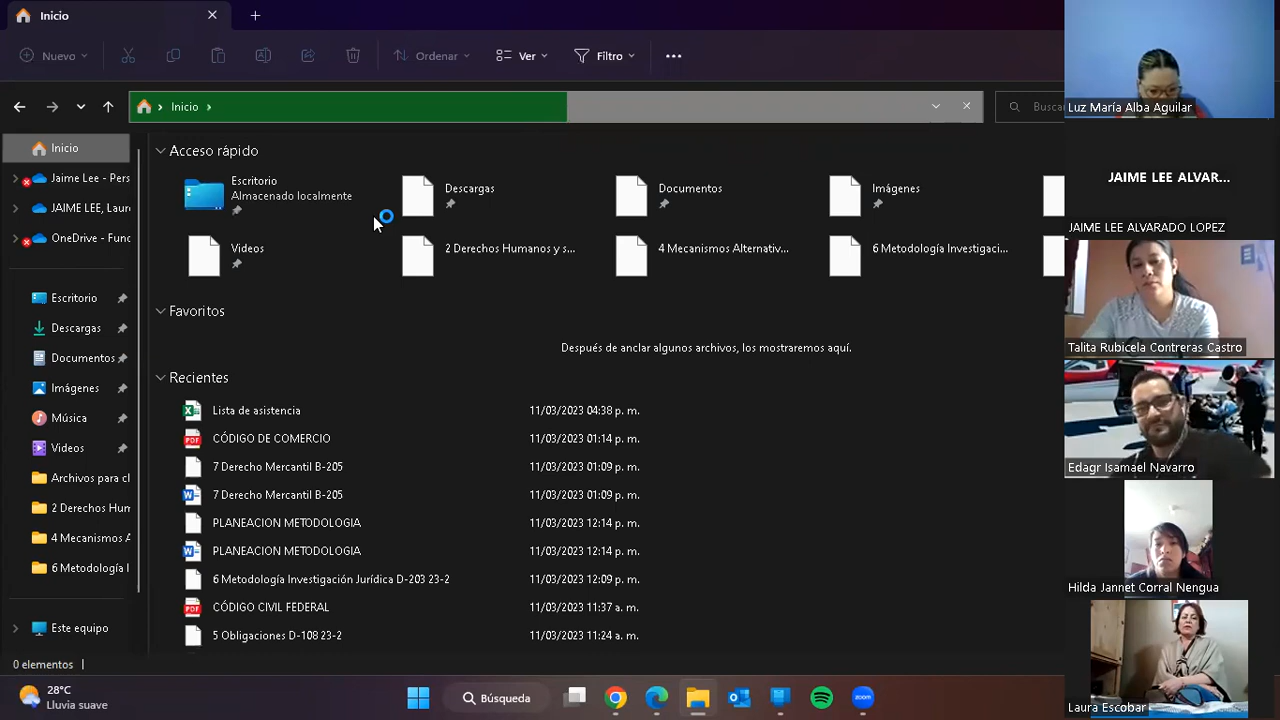 Inicio
Nuevo
Ordenar
Ver
Filtro
Inicio
Inicio
Jaime Lee - Pers
JAIME LEE, Laure
OneDrive - Fund
Escritorio
Descargas
Documentos
Imágenes
Música
Videos
Archivos para cl
2 Derechos Hum
4 Mecanismos A
6 Metodología I
Este equipo
Acceso rápido
Escritorio
Almacenado localmente
Descargas
Documentos
Imágenes
Videos
2 Derechos Humanos y s...
4 Mecanismos Alternativ...
6 Metodología Investigaci...
Favoritos
Después de anclar algunos archivos, los mostraremos aquí.
Recientes
Lista de asistencia 11/03/2023 04:38 p. m.
CÓDIGO DE COMERCIO 11/03/2023 01:14 p. m.
7 Derecho Mercantil B-205 11/03/2023 01:09 p. m.
7 Derecho Mercantil B-205 11/03/2023 01:09 p. m.
PLANEACION METODOLOGIA 11/03/2023 12:14 p. m.
PLANEACION METODOLOGIA 11/03/2023 12:14 p. m.
6 Metodología Investigación Jurídica D-203 23-2 11/03/2023 12:09 p. m.
CÓDIGO CIVIL FEDERAL 11/03/2023 11:37 a. m.
5 Obligaciones D-108 23-2 11/03/2023 11:24 a. m.
0 elementos
28°C
Lluvia suave
Búsqueda
zoom
Luz María Alba Aguilar
JAIME LEE ALVAR...
JAIME LEE ALVARADO LOPEZ
Talita Rubicela Contreras Castro
Edagr Isamael Navarro
Hilda Jannet Corral Nengua
Laura Escobar